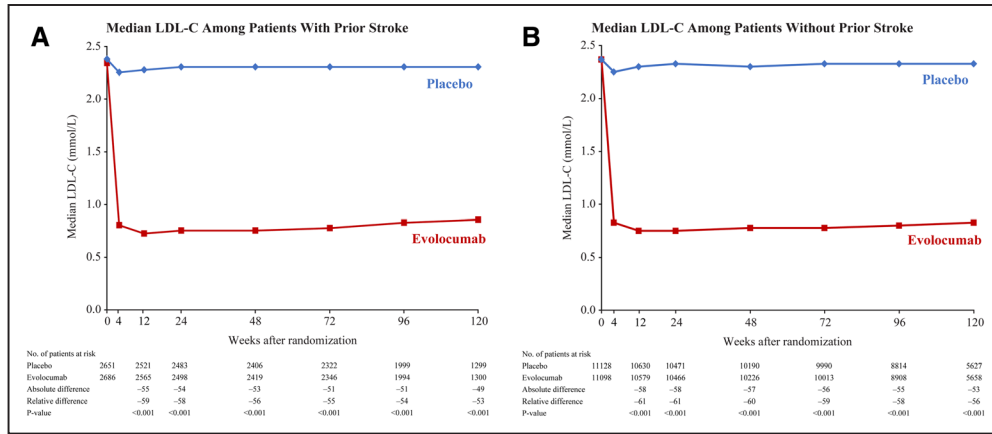 A
Median LDL-C Among Patients With Prior Stroke
2.5
2.0
1.5
1.0
0.5
0.0
Median LDL-C (mmol/L)
Placebo
Evolocumab
0 4 12 24 48 72 96 120
Weeks after randomization
No. of patients at risk
Placebo 2651 2521 2483 2406 2322 1999 1299
Evolocumab 2686 2565 2498 2419 2346 1994 1300
Absolute difference –55 –54 –53 –51 –51 –49
Relative difference –59 –58 –56 –55 –54 –53
P-value <0.001 <0.001 <0.001 <0.001 <0.001 <0.001
B
Median LDL-C Among Patients Without Prior Stroke
2.5
2.0
1.5
1.0
0.5
0.0
Median LDL-C (mmol/L)
Placebo
Evolocumab
0 4 12 24 48 72 96 120
Weeks after randomization
No. of patients at risk
Placebo 11128 10630 10471 10190 9990 8814 5627
Evolocumab 11098 10579 10466 10226 10013 8908 5658
Absolute difference –58 –58 –57 –56 –55 –53
Relative difference –61 –61 –60 –59 –58 –56
P-value <0.001 <0.001 <0.001 <0.001 <0.001 <0.001